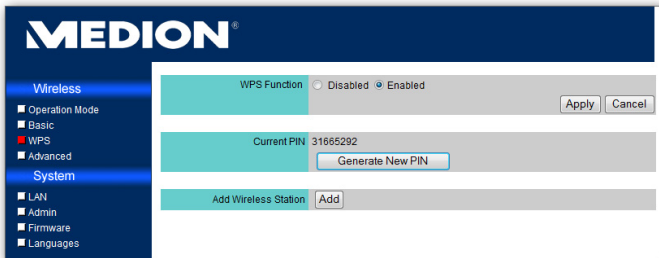 MEDION®
Wireless
Operation Mode
Basic
WPS
Advanced
System
LAN
Admin
Firmware
Languages
WPS Function Disabled Enabled
Apply Cancel
Current PIN 31665292
Generate New PIN
Add Wireless Station Add